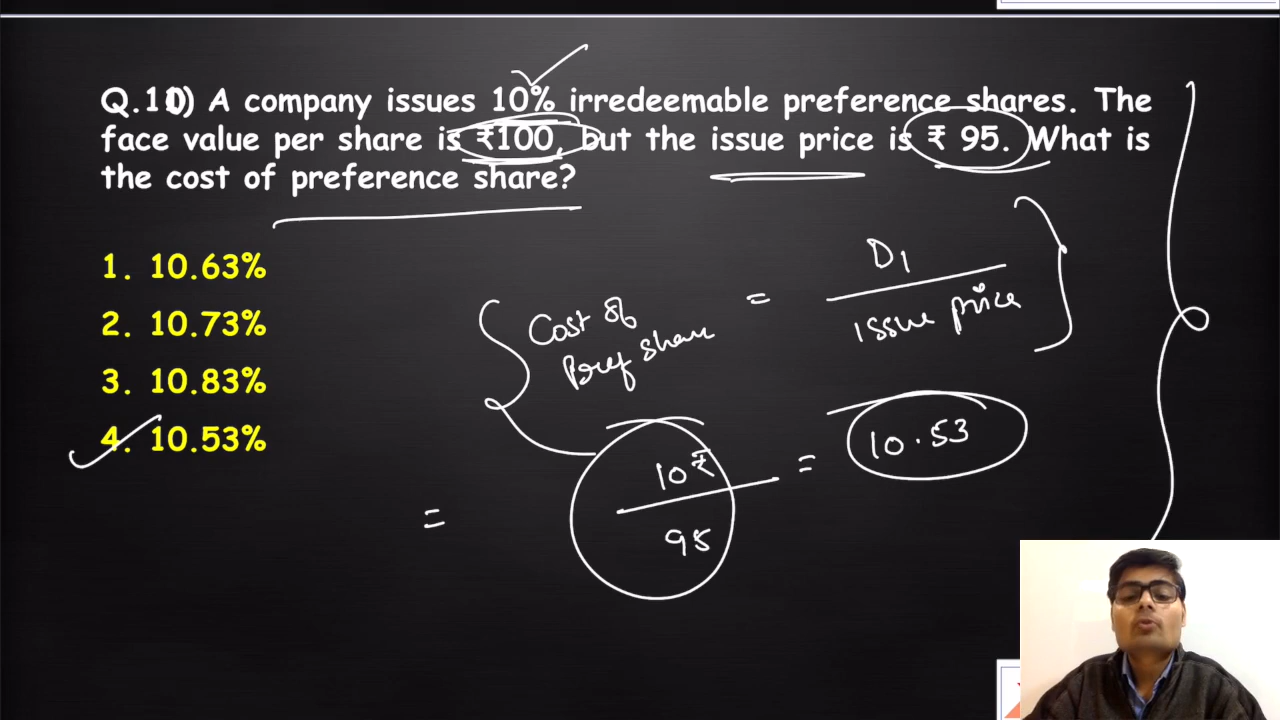 Q.10) A company issues 10% irredeemable preference shares. The
face value per share is ₹100, but the issue price is ₹ 95. What is
the cost of preference share?
1. 10.63%
2. 10.73%
3. 10.83%
4. 10.53%
Cost of
Pref share
=
D1
issue price
=
10 ₹
95
=
10.53